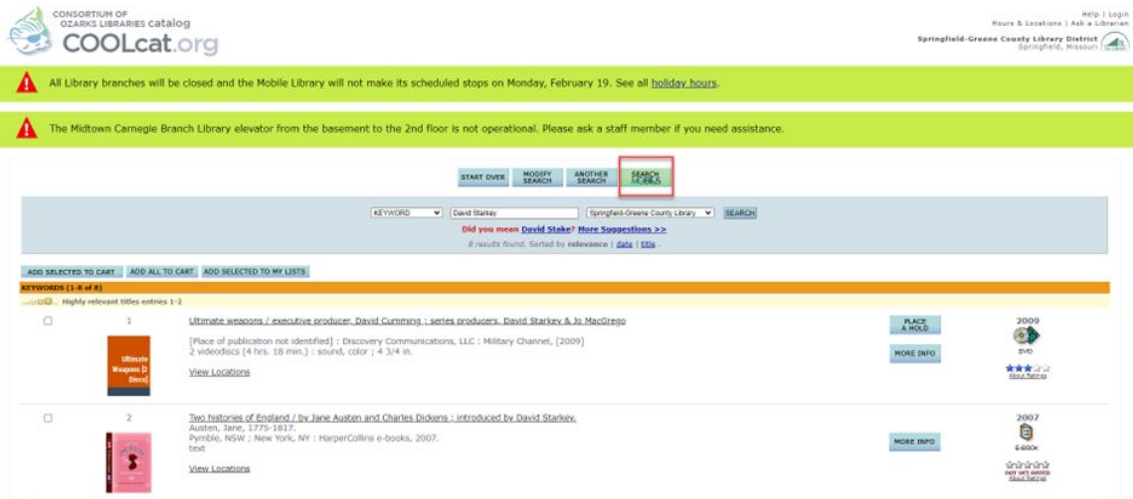 CONSORTIUM OF
OZARKS LIBRARIES catalog
COOLcat.org
Help | Login
Hours & Locations | Ask a Librarian
Springfield-Greene County Library District
Springfield, Missouri
All Library branches will be closed and the Mobile Library will not make its scheduled stops on Monday, February 19. See all holiday hours.
The Midtown Carnegie Branch Library elevator from the basement to the 2nd floor is not operational. Please ask a staff member if you need assistance.
START OVER MODIFY SEARCH ANOTHER SEARCH SEARCH MOBIUS
KEYWORD David Starkey Springfield-Greene County Library SEARCH
Did you mean David Stake? More Suggestions >>
8 results found. Sorted by relevance | date | title .
ADD SELECTED TO CART ADD ALL TO CART ADD SELECTED TO MY LISTS
KEYWORDS (1-8 of 8)
Highly relevant titles entries 1-2
1 Ultimate weapons / executive producer, David Cumming ; series producers, David Starkey & Jo MacGrego
[Place of publication not identified] : Discovery Communications, LLC : Military Channel, [2009]
2 videodiscs (4 hrs. 18 min.) : sound, color ; 4 3/4 in.
View Locations
Ultimate
Weapons [2
Discs]
PLACE
A HOLD
MORE INFO
2009
DVD
About Ratings
2 Two histories of England / by Jane Austen and Charles Dickens ; introduced by David Starkey.
Austen, Jane, 1775-1817.
Pymble, NSW ; New York, NY : HarperCollins e-books, 2007.
text
View Locations
MORE INFO
2007
E-BOOK
NOT YET RATED
About Ratings